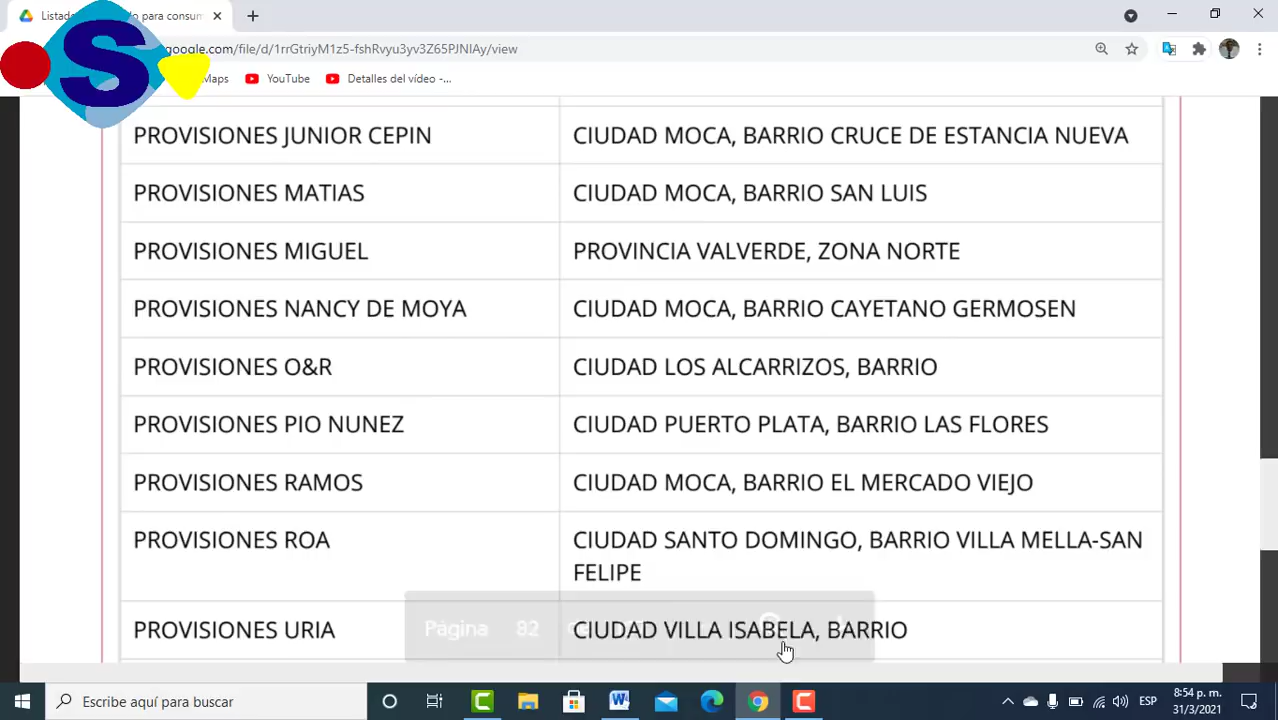 Listado
o para consum
google.com/file/d/1rrGtriyM1z5-fshRvyu3yv3Z65PJNIAy/view
Maps
YouTube
Detalles del vídeo -...
S
PROVISIONES JUNIOR CEPIN
CIUDAD MOCA, BARRIO CRUCE DE ESTANCIA NUEVA
PROVISIONES MATIAS
CIUDAD MOCA, BARRIO SAN LUIS
PROVISIONES MIGUEL
PROVINCIA VALVERDE, ZONA NORTE
PROVISIONES NANCY DE MOYA
CIUDAD MOCA, BARRIO CAYETANO GERMOSEN
PROVISIONES O&R
CIUDAD LOS ALCARRIZOS, BARRIO
PROVISIONES PIO NUNEZ
CIUDAD PUERTO PLATA, BARRIO LAS FLORES
PROVISIONES RAMOS
CIUDAD MOCA, BARRIO EL MERCADO VIEJO
PROVISIONES ROA
CIUDAD SANTO DOMINGO, BARRIO VILLA MELLA-SAN
FELIPE
PROVISIONES URIA
CIUDAD VILLA ISABELA, BARRIO
Página 82
Escribe aquí para buscar
ESP
8:54 p. m.
31/3/2021